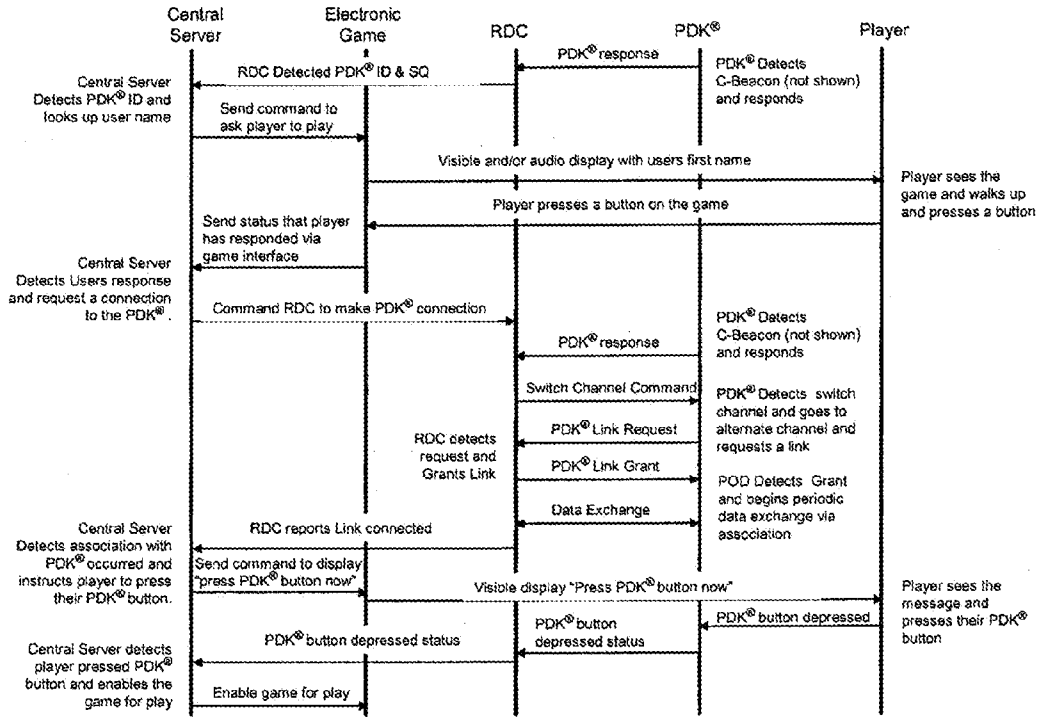 Central
Server
Electronic
Game
RDC
PDK®
Player
PDK® response
PDK® Detects
C-Beacon (not shown)
and responds
RDC Detected PDK® ID & SQ
Central Server
Detects PDK® ID and
looks up user name
Send command to
ask player to play
Visible and/or audio display with users first name
Player sees the
game and walks up
and presses a button
Player presses a button on the game
Send status that player
has responded via
game interface
Central Server
Detects Users response
and request a connection
to the PDK® .
Command RDC to make PDK® connection
PDK® Detects
C-Beacon (not shown)
and responds
PDK® response
Switch Channel Command
PDK® Detects switch
channel and goes to
alternate channel and
requests a link
PDK® Link Request
RDC detects
request and
Grants Link
PDK® Link Grant
POD Detects Grant
and begins periodic
data exchange via
association
Data Exchange
RDC reports Link connected
Central Server
Detects association with
PDK® occurred and
instructs player to press
their PDK® button.
Send command to display
"press PDK® button now"
Visible display "Press PDK® button now"
Player sees the
message and
presses their PDK®
button
PDK® button depressed
PDK® button
depressed status
PDK® button depressed status
Central Server detects
player pressed PDK®
button and enables the
game for play
Enable game for play